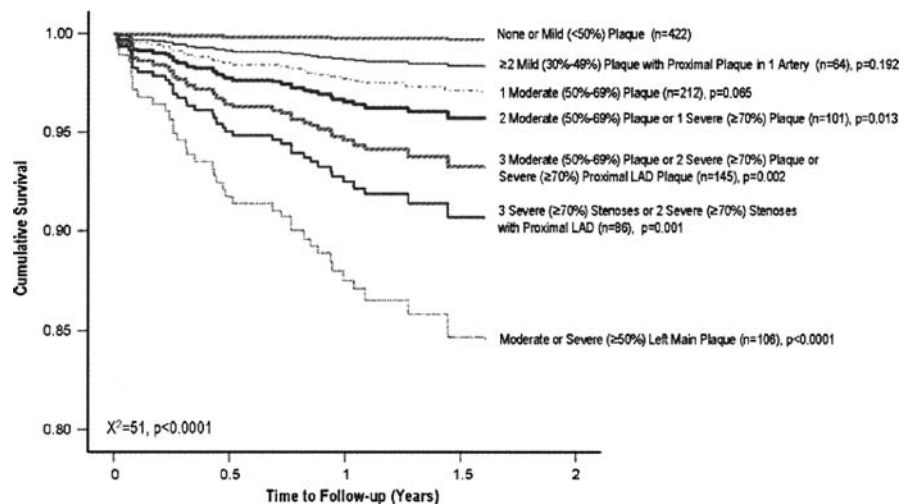 1.00
0.95
0.90
0.85
0.80
Cumulative Survival
None or Mild (<50%) Plaque (n=422)
≥2 Mild (30%-49%) Plaque with Proximal Plaque in 1 Artery (n=64), p=0.192
1 Moderate (50%-69%) Plaque (n=212), p=0.065
2 Moderate (50%-69%) Plaque or 1 Severe (≥70%) Plaque (n=101), p=0.013
3 Moderate (50%-69%) Plaque or 2 Severe (≥70%) Plaque or
Severe (≥70%) Proximal LAD Plaque (n=145), p=0.002
3 Severe (≥70%) Stenoses or 2 Severe (≥70%) Stenoses
with Proximal LAD (n=86), p=0.001
Moderate or Severe (≥50%) Left Main Plaque (n=106), p<0.0001
X²=51, p<0.0001
0 0.5 1 1.5 2
Time to Follow-up (Years)